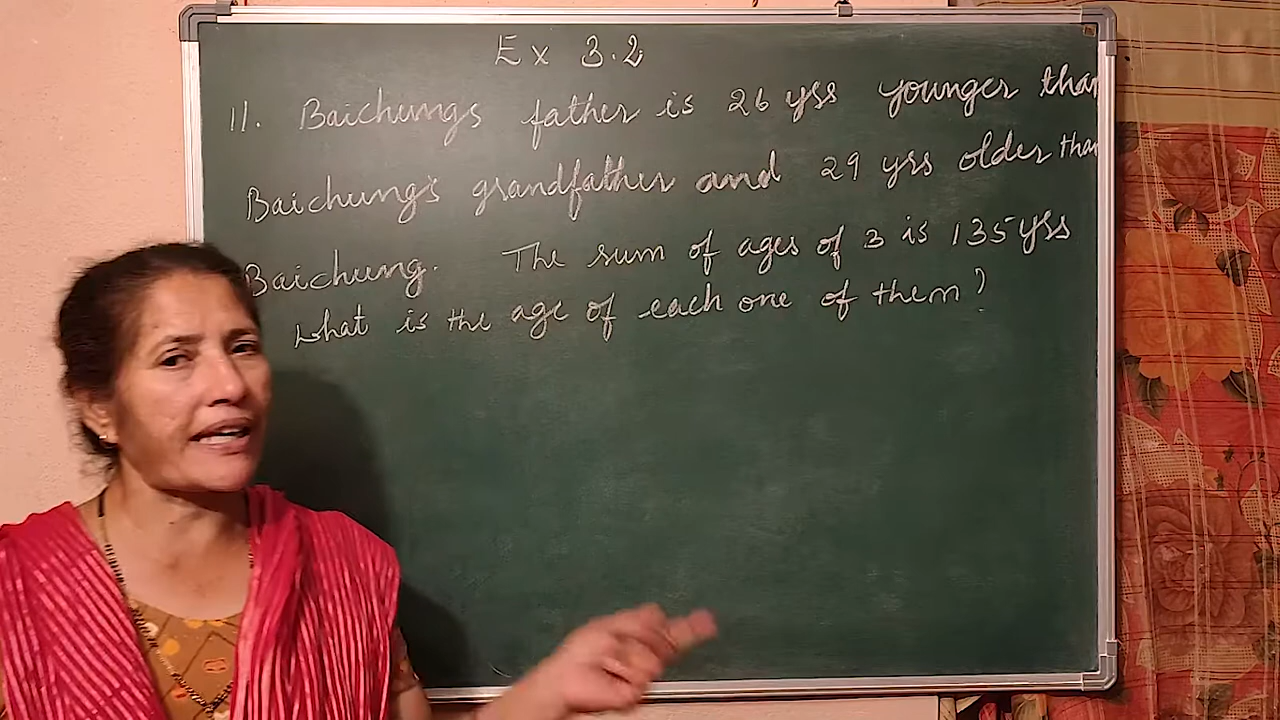 Ex 3.2
11. Baichungs father is 26 yrs younger than
Baichung's grandfather and 29 yrs older than
Baichung. The sum of ages of 3 is 135 yrs
What is the age of each one of them?